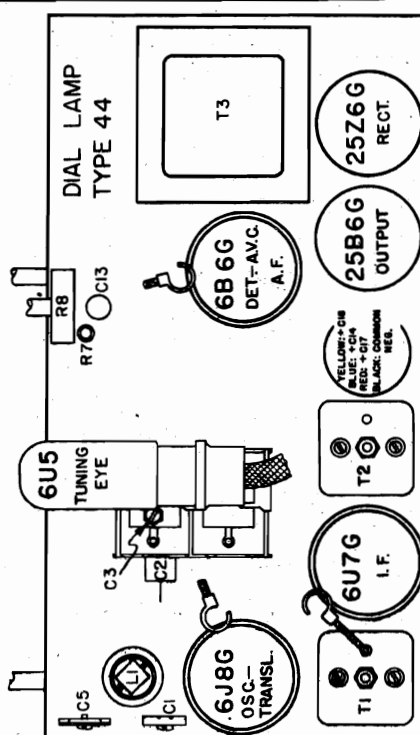 DIAL LAMP
TYPE 44
T3
25Z6G
RECT.
25B6G
OUTPUT
6B6G
DET-A.V.C.
A.F.
R8
C13
R7
YELLOW:+C18
BLUE: +C14
RED: +C17
BLACK: COMMON
NEG.
6U5
TUNING
EYE
T2
C3
C2
6U7G
I.F.
6J8G
OSC.-
TRANSL.
L1
C5
C1
T1